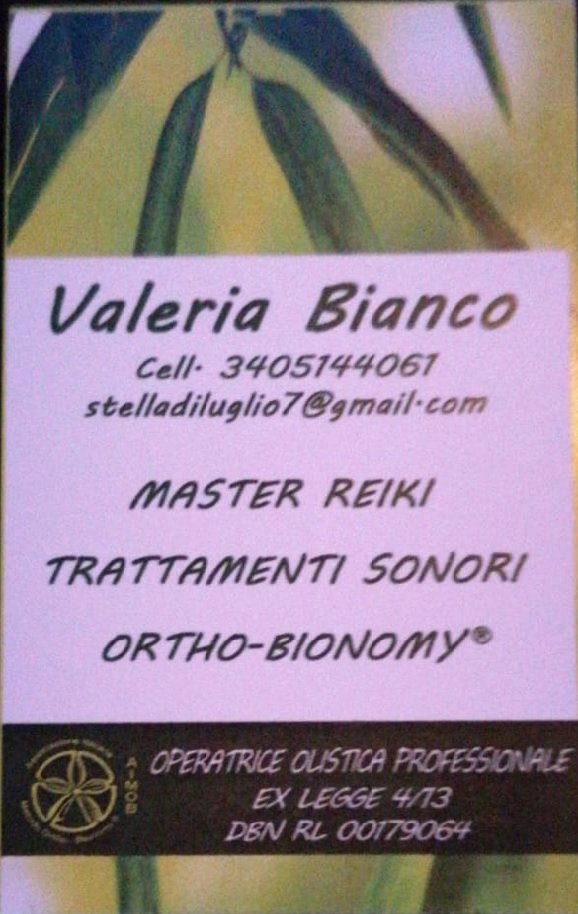 Valeria Bianco
Cell. 3405144061
stelladiluglio7@gmail.com
MASTER REIKI
TRATTAMENTI SONORI
ORTHO-BIONOMY®
AIMOB
OPERATRICE OLISTICA PROFESSIONALE
EX LEGGE 4/13
DBN RL 00179064